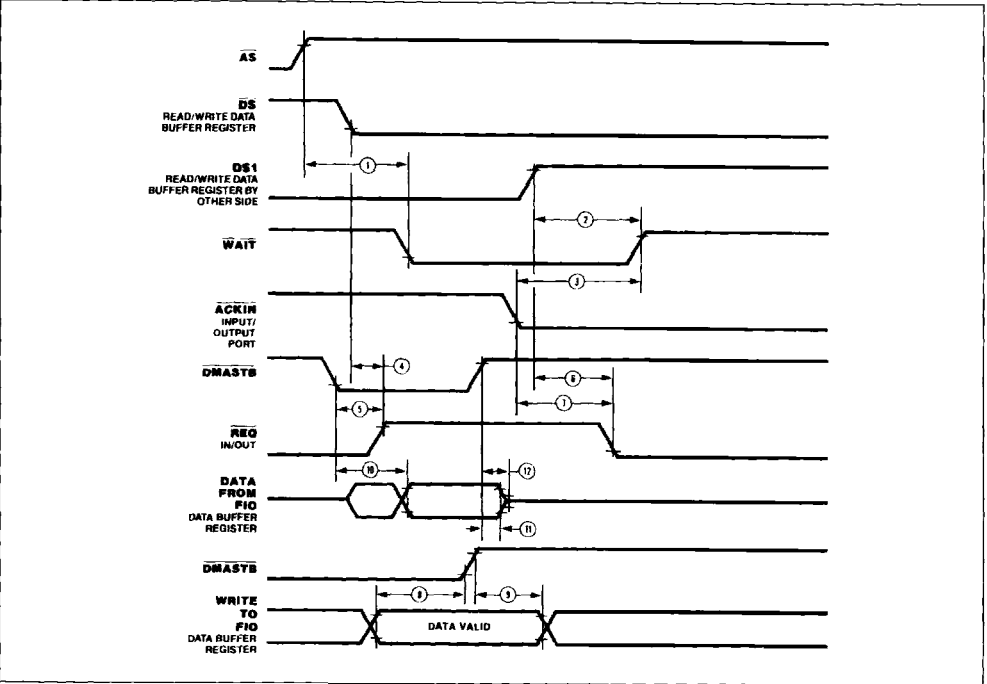 AS
DS
READ/WRITE DATA
BUFFER REGISTER
1
DS1
READ/WRITE DATA
BUFFER REGISTER BY
OTHER SIDE
2
WAIT
3
ACKIN
INPUT/
OUTPUT
PORT
4
DMASTB
6
5
7
REQ
IN/OUT
10
12
DATA
FROM
FIO
DATA BUFFER
REGISTER
11
DMASTB
8
9
WRITE
TO
FIO
DATA BUFFER
REGISTER
DATA VALID